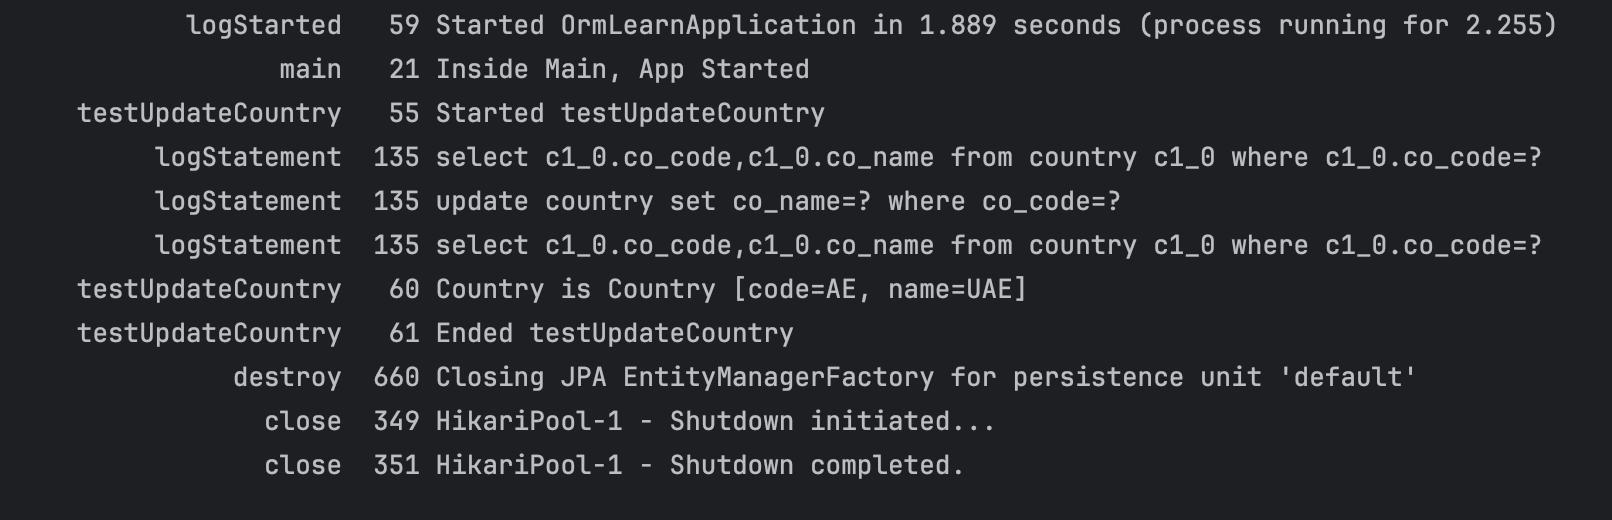 logStarted   59 Started OrmLearnApplication in 1.889 seconds (process running for 2.255)
main   21 Inside Main, App Started
testUpdateCountry   55 Started testUpdateCountry
logStatement  135 select c1_0.co_code,c1_0.co_name from country c1_0 where c1_0.co_code=?
logStatement  135 update country set co_name=? where co_code=?
logStatement  135 select c1_0.co_code,c1_0.co_name from country c1_0 where c1_0.co_code=?
testUpdateCountry   60 Country is Country [code=AE, name=UAE]
testUpdateCountry   61 Ended testUpdateCountry
destroy  660 Closing JPA EntityManagerFactory for persistence unit 'default'
close  349 HikariPool-1 - Shutdown initiated...
close  351 HikariPool-1 - Shutdown completed.